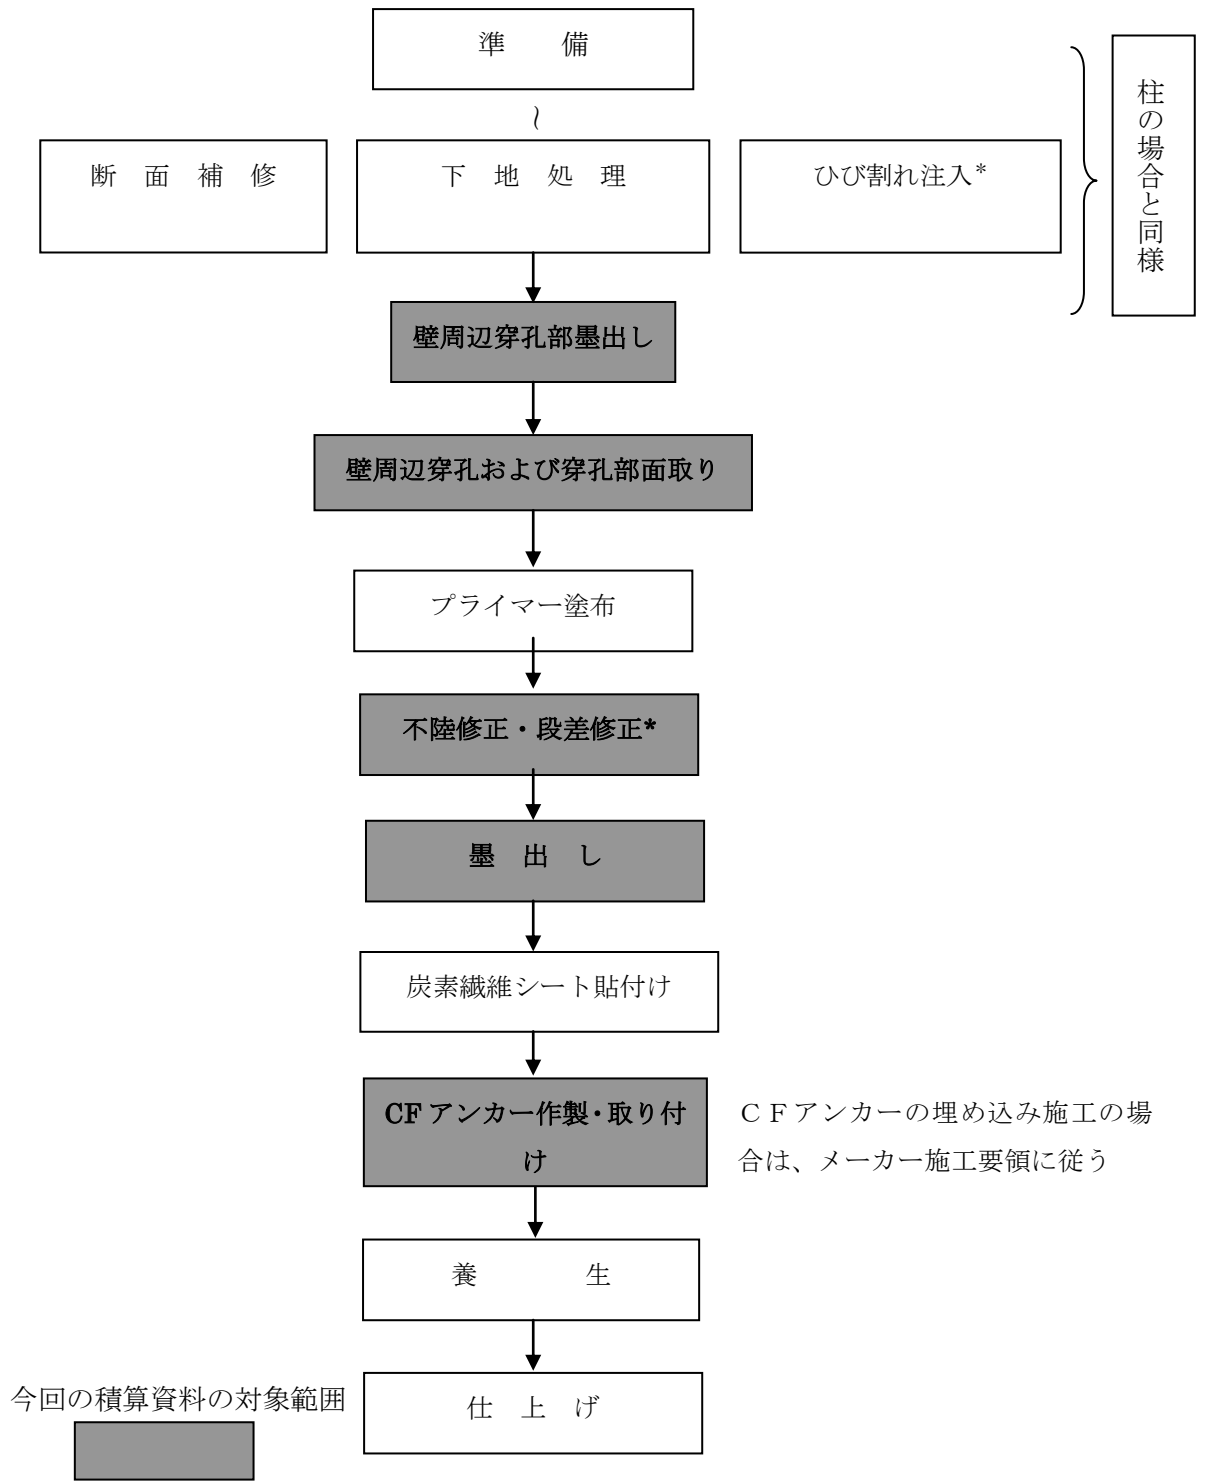 準　　備
～
断　面　補　修
下　地　処　理
ひび割れ注入*
柱の場合と同様
壁周辺穿孔部墨出し
壁周辺穿孔および穿孔部面取り
プライマー塗布
不陸修正・段差修正*
墨　出　し
炭素繊維シート貼付け
CFアンカー作製・取り付
け
ＣＦアンカーの埋め込み施工の場
合は、メーカー施工要領に従う
養　　　　生
今回の積算資料の対象範囲
仕　上　げ